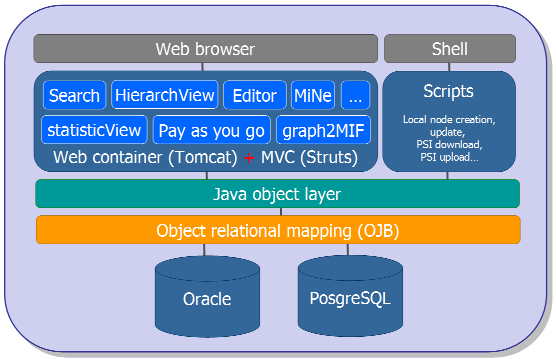 Web browser
Shell
Search
HierarchView
Editor
MiNe
...
statisticView
Pay as you go
graph2MIF
Web container (Tomcat) + MVC (Struts)
Scripts
Local node creation,
update,
PSI download,
PSI upload...
Java object layer
Object relational mapping (OJB)
Oracle
PosgreSQL